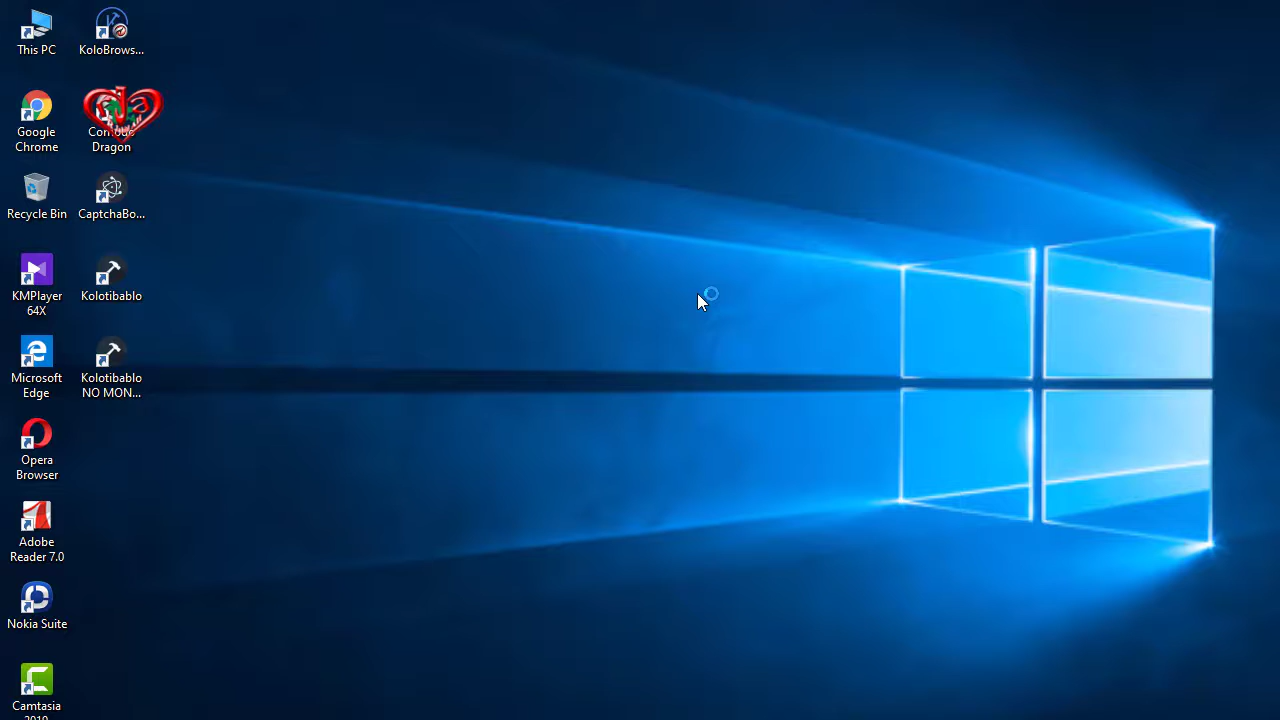 This PC
KoloBrows...
Google
Chrome
Comodo
Dragon
Recycle Bin
CaptchaBo...
KMPlayer
64X
Kolotibablo
Microsoft
Edge
Kolotibablo
NO MON...
Opera
Browser
Adobe
Reader 7.0
Nokia Suite
Camtasia
2019